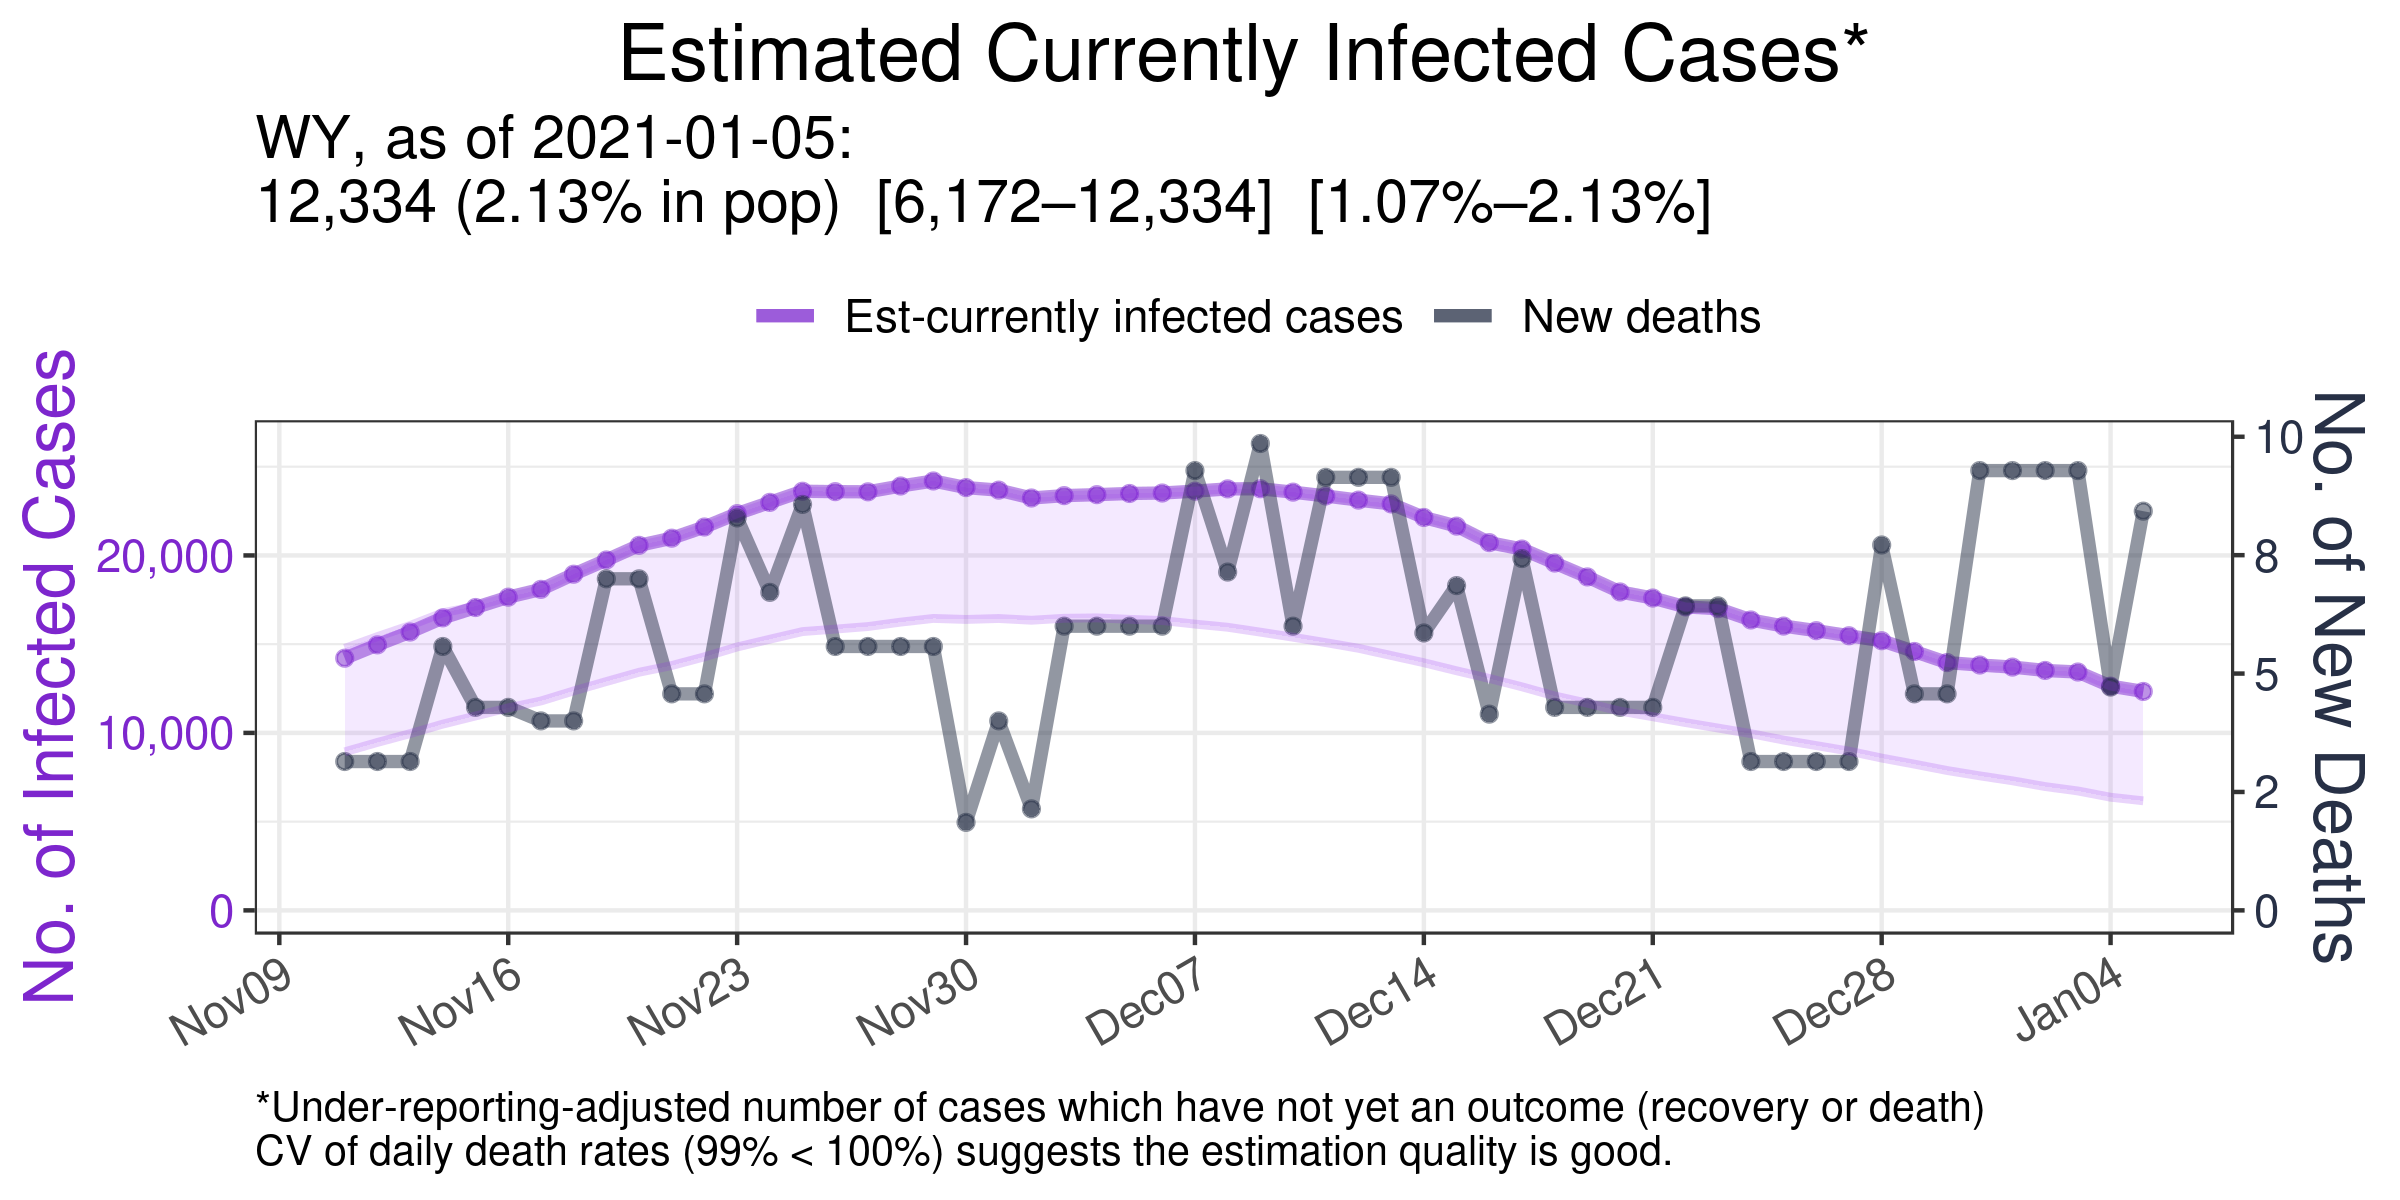 Estimated Currently Infected Cases*
WY, as of 2021-01-05:
12,334 (2.13% in pop)  [6,172–12,334]  [1.07%–2.13%]
Est-currently infected cases
New deaths
No. of Infected Cases
20,000
10,000
0
10
8
5
2
0
No. of New Deaths
Nov09
Nov16
Nov23
Nov30
Dec07
Dec14
Dec21
Dec28
Jan04
*Under-reporting-adjusted number of cases which have not yet an outcome (recovery or death)
CV of daily death rates (99% < 100%) suggests the estimation quality is good.